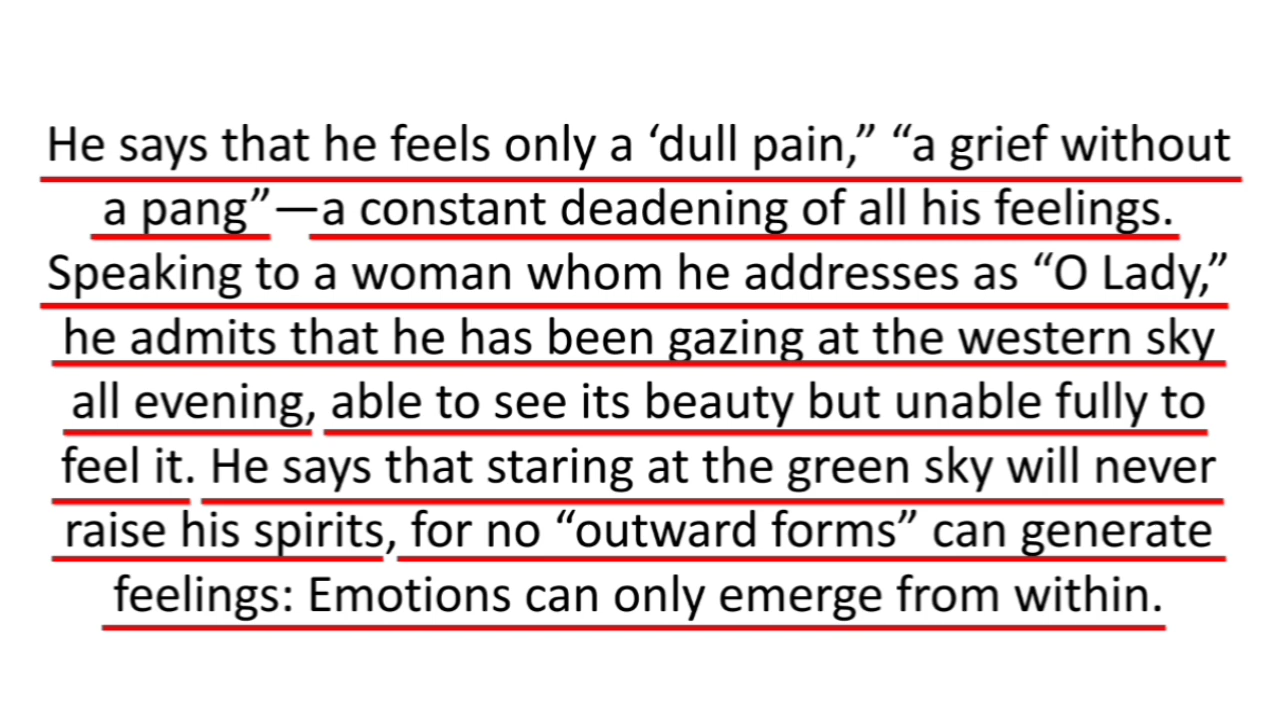 He says that he feels only a ‘dull pain,” “a grief without
a pang”—a constant deadening of all his feelings.
Speaking to a woman whom he addresses as “O Lady,”
he admits that he has been gazing at the western sky
all evening, able to see its beauty but unable fully to
feel it. He says that staring at the green sky will never
raise his spirits, for no “outward forms” can generate
feelings: Emotions can only emerge from within.